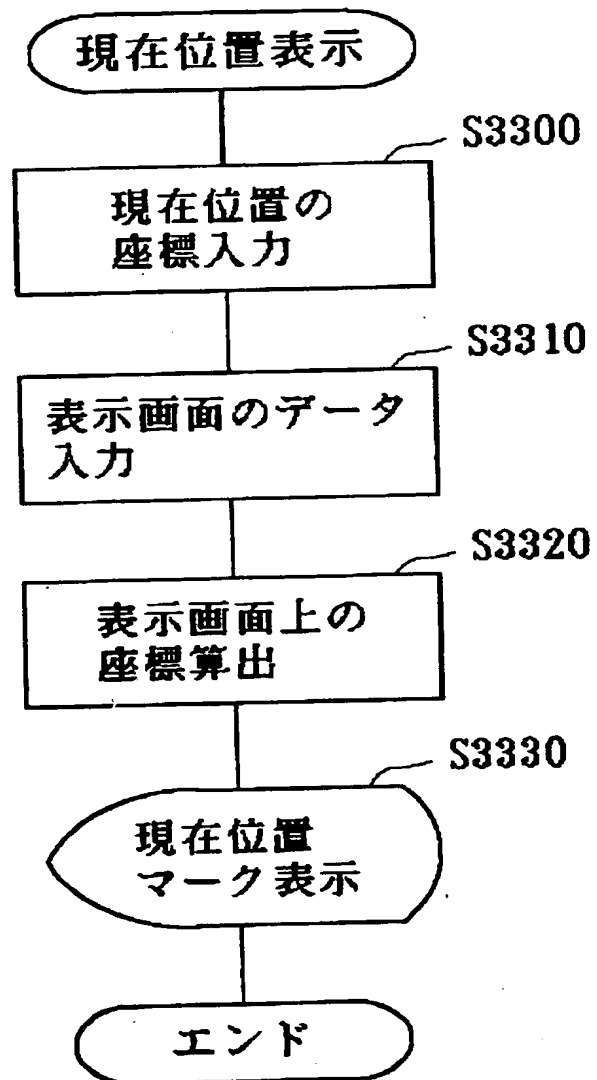 現在位置表示
S3300
現在位置の
座標入力
S3310
表示画面のデータ
入力
S3320
表示画面上の
座標算出
S3330
現在位置
マーク表示
エンド